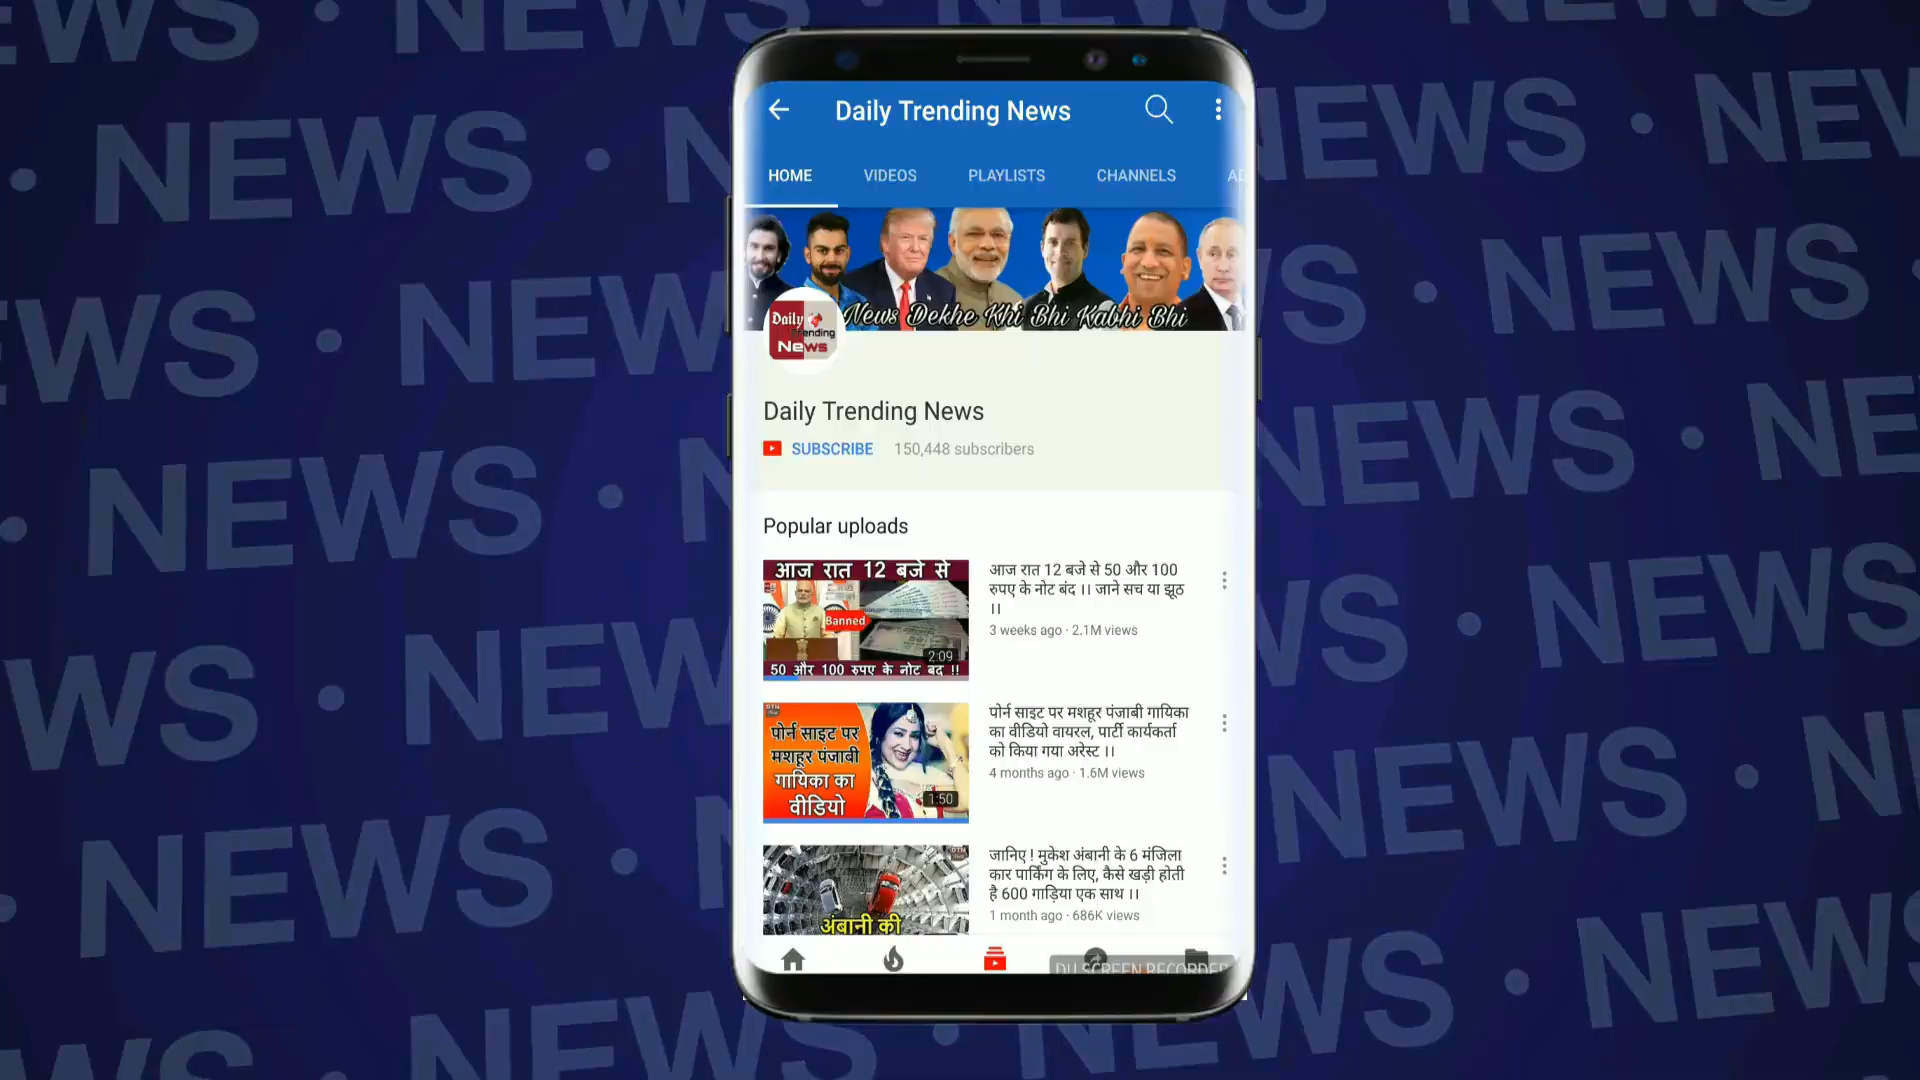 Daily Trending News
HOME VIDEOS PLAYLISTS CHANNELS
News Dekhe Khi Bhi Kabhi Bhi
Daily
Trending
News
Daily Trending News
SUBSCRIBE 150,448 subscribers
Popular uploads
आज रात 12 बजे से
Banned
2:09
50 और 100 रुपए के नोट बंद !!
आज रात 12 बजे से 50 और 100
रुपए के नोट बंद ।। जाने सच या झूठ
।।
3 weeks ago · 2.1M views
DTN
पोर्न साइट पर
मशहूर पंजाबी
गायिका का
वीडियो
1:50
पोर्न साइट पर मशहूर पंजाबी गायिका
का वीडियो वायरल, पार्टी कार्यकर्ता
को किया गया अरेस्ट ।।
4 months ago · 1.6M views
DTN
अंबानी की
जानिए ! मुकेश अंबानी के 6 मंजिला
कार पार्किंग के लिए, कैसे खड़ी होती
है 600 गाड़िया एक साथ ।।
1 month ago · 686K views
DU SCREEN RECORDER
NEWS • NEWS • NEWS